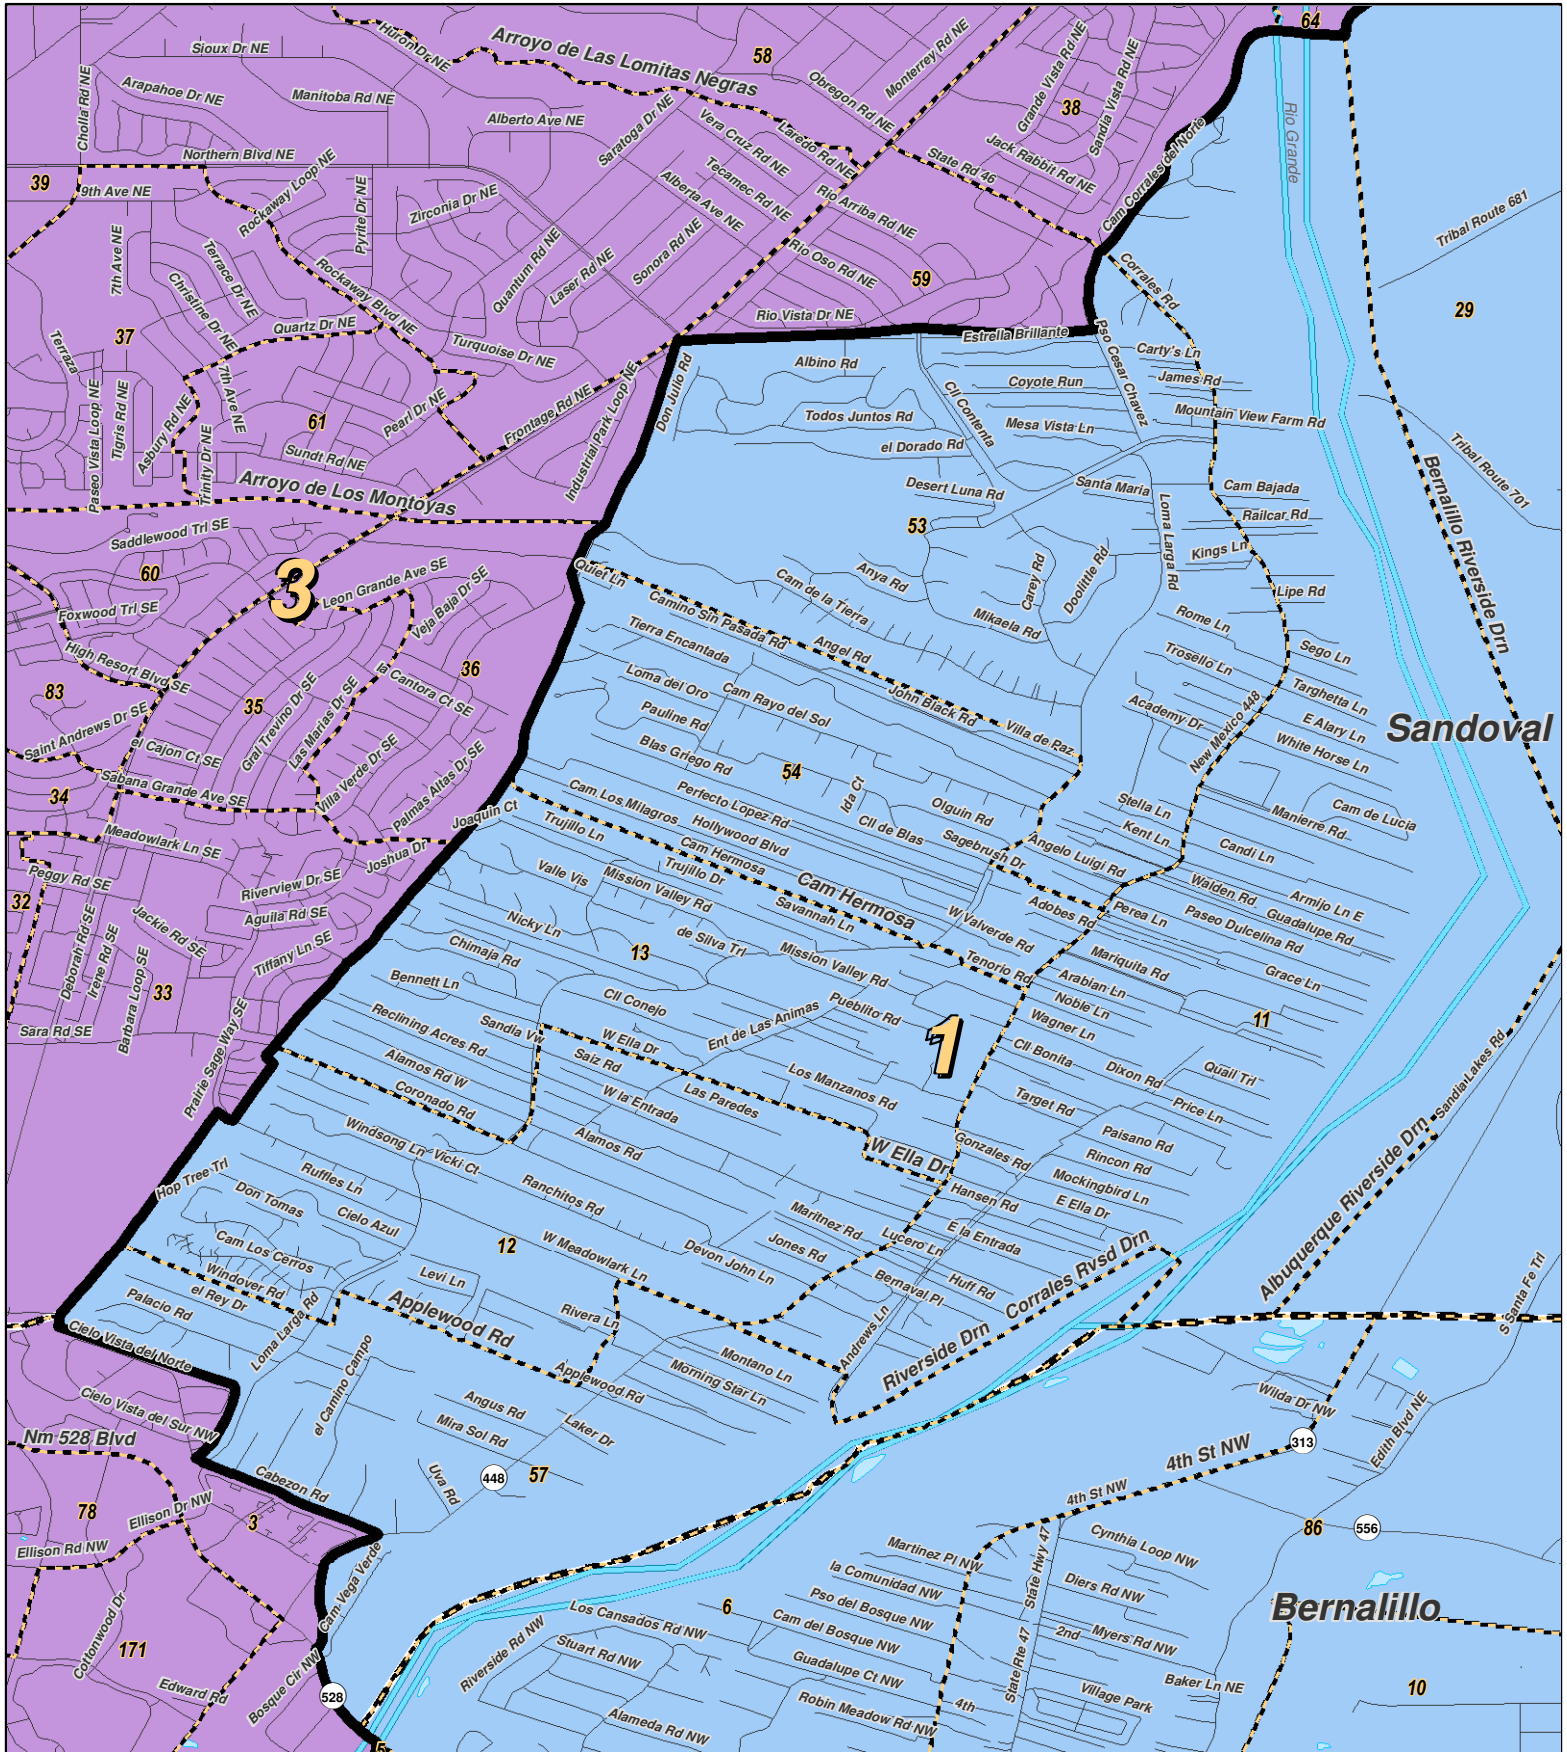 64
Sioux Dr NE
Huron Dr NE
Arroyo de Las Lomitas Negras
58
Monterrey Rd NE
Grande Vista Rd NE
Sandia Vista Rd NE
Cholla Rd NE
Arapahoe Dr NE
Manitoba Rd NE
Obregon Rd NE
38
Alberto Ave NE
Saratoga Dr NE
Vera Cruz Rd NE
Laredo Rd NE
Rio Grande
Northern Blvd NE
State Rd 46
Jack Rabbit Rd NE
Cam Corrales del Norte
39
9th Ave NE
Rockaway Loop NE
Pyrite Dr NE
Zirconia Dr NE
Tecamec Rd NE
Alberta Ave NE
Rio Arriba Rd NE
Tribal Route 681
7th Ave NE
Terrace Dr NE
Christine Dr NE
Rockaway Blvd NE
Quantum Rd NE
Laser Rd NE
Sonora Rd NE
Rio Oso Rd NE
59
Corrales Rd
29
Rio Vista Dr NE
Estrella Brillante
Pso Cesar Chavez
37
Quartz Dr NE
Turquoise Dr NE
Terraza
Albino Rd
Carty's Ln
James Rd
Coyote Run
Don Julio Rd
Cll Contenta
Paseo Vista Loop NE
Tigris Rd NE
Asbury Rd NE
7th Ave NE
Trinity Dr NE
61
Pearl Dr NE
Frontage Rd NE
Industrial Park Loop NE
Todos Juntos Rd
Mesa Vista Ln
Mountain View Farm Rd
el Dorado Rd
Sundt Rd NE
Tribal Route 701
Bernalillo Riverside Drn
Arroyo de Los Montoyas
Desert Luna Rd
Santa Maria
Cam Bajada
Railcar Rd
53
Loma Larga Rd
Kings Ln
Saddlewood Trl SE
60
3
Leon Grande Ave SE
Veja Baja Dr SE
Quiet Ln
Anya Rd
Cam de la Tierra
Carey Rd
Doolittle Rd
Lipe Rd
Foxwood Trl SE
Camino Sin Pasada Rd
Mikaela Rd
Rome Ln
Tierra Encantada
Angel Rd
Sego Ln
High Resort Blvd SE
36
la Cantora Ct SE
Loma del Oro
Cam Rayo del Sol
John Black Rd
Trosello Ln
Targhetta Ln
83
35
Gral Trevino Dr SE
Las Marias Dr SE
Pauline Rd
Villa de Paz
Academy Dr
New Mexico 448
E Alary Ln
White Horse Ln
Sandoval
Saint Andrews Dr SE
el Cajon Ct SE
Villa Verde Dr SE
Palmas Altas Dr SE
Blas Griego Rd
54
34
Sabana Grande Ave SE
Cam Los Milagros
Perfecto Lopez Rd
Ida Ct
Olguin Rd
Stella Ln
Manierre Rd
Cam de Lucia
Meadowlark Ln SE
Joaquin Ct
Trujillo Ln
Hollywood Blvd
Cll de Blas
Sagebrush Dr
Kent Ln
Candi Ln
Joshua Dr
Cam Hermosa
Angelo Luigi Rd
Peggy Rd SE
Riverview Dr SE
Valle Vis
Mission Valley Rd
Trujillo Dr
Cam Hermosa
Walden Rd
Armijo Ln E
32
Aguila Rd SE
Savannah Ln
Adobes Rd
Perea Ln
Guadalupe Rd
Paseo Dulcelina Rd
Deborah Rd SE
Irene Rd SE
Jackie Rd SE
Barbara Loop SE
Nicky Ln
W Valverde Rd
Tiffany Ln SE
Chimaja Rd
13
de Silva Trl
Mission Valley Rd
Tenorio Rd
Mariquita Rd
Grace Ln
33
Bennett Ln
Arabian Ln
Sara Rd SE
Prairie Sage Way SE
Reclining Acres Rd
Sandia Vw
Cll Conejo
Pueblito Rd
Ent de Las Animas
Noble Ln
11
Wagner Ln
1
W Ella Dr
Saiz Rd
Cll Bonita
Alamos Rd W
Dixon Rd
Quail Trl
Sandia Lakes Rd
Coronado Rd
W la Entrada
Las Paredes
Los Manzanos Rd
Target Rd
Price Ln
Windsong Ln
Vicki Ct
Alamos Rd
W Ella Dr
Gonzales Rd
Paisano Rd
Rincon Rd
Albuquerque Riverside Drn
Hop Tree Trl
Ruffles Ln
Ranchitos Rd
Mockingbird Ln
Don Tomas
Cielo Azul
Hansen Rd
E Ella Dr
Maritnez Rd
Lucero Ln
E la Entrada
Cam Los Cerros
12
W Meadowlark Ln
Devon John Ln
Jones Rd
Windover Rd
Levi Ln
Bernaval Pl
Huff Rd
Corrales Rvsd Drn
S Santa Fe Trl
Palacio Rd
el Rey Dr
Applewood Rd
Rivera Ln
Loma Larga Rd
Andrews Ln
Cielo Vista del Norte
el Camino Campo
Applewood Rd
Montano Ln
Morning Star Ln
Riverside Drn
Cielo Vista del Sur NW
Angus Rd
Laker Dr
Wilda Dr NW
Edith Blvd NE
Nm 528 Blvd
Mira Sol Rd
313
4th St NW
Cabezon Rd
Uva Rd
448
57
4th St NW
78
Ellison Dr NW
3
86
556
Ellison Rd NW
Cam Vega Verde
Martinez Pl NW
State Hwy 47
Cynthia Loop NW
la Comunidad NW
Diers Rd NW
Cottonwood Dr
6
Pso del Bosque NW
Bernalillo
171
Riverside Rd NW
Los Cansados Rd NW
Cam del Bosque NW
2nd
Myers Rd NW
Stuart Rd NW
Guadalupe Ct NW
State Rte 47
Baker Ln NE
Edward Rd
Bosque Cir NW
528
Robin Meadow Rd NW
4th
Village Park
10
Alameda Rd NW
5